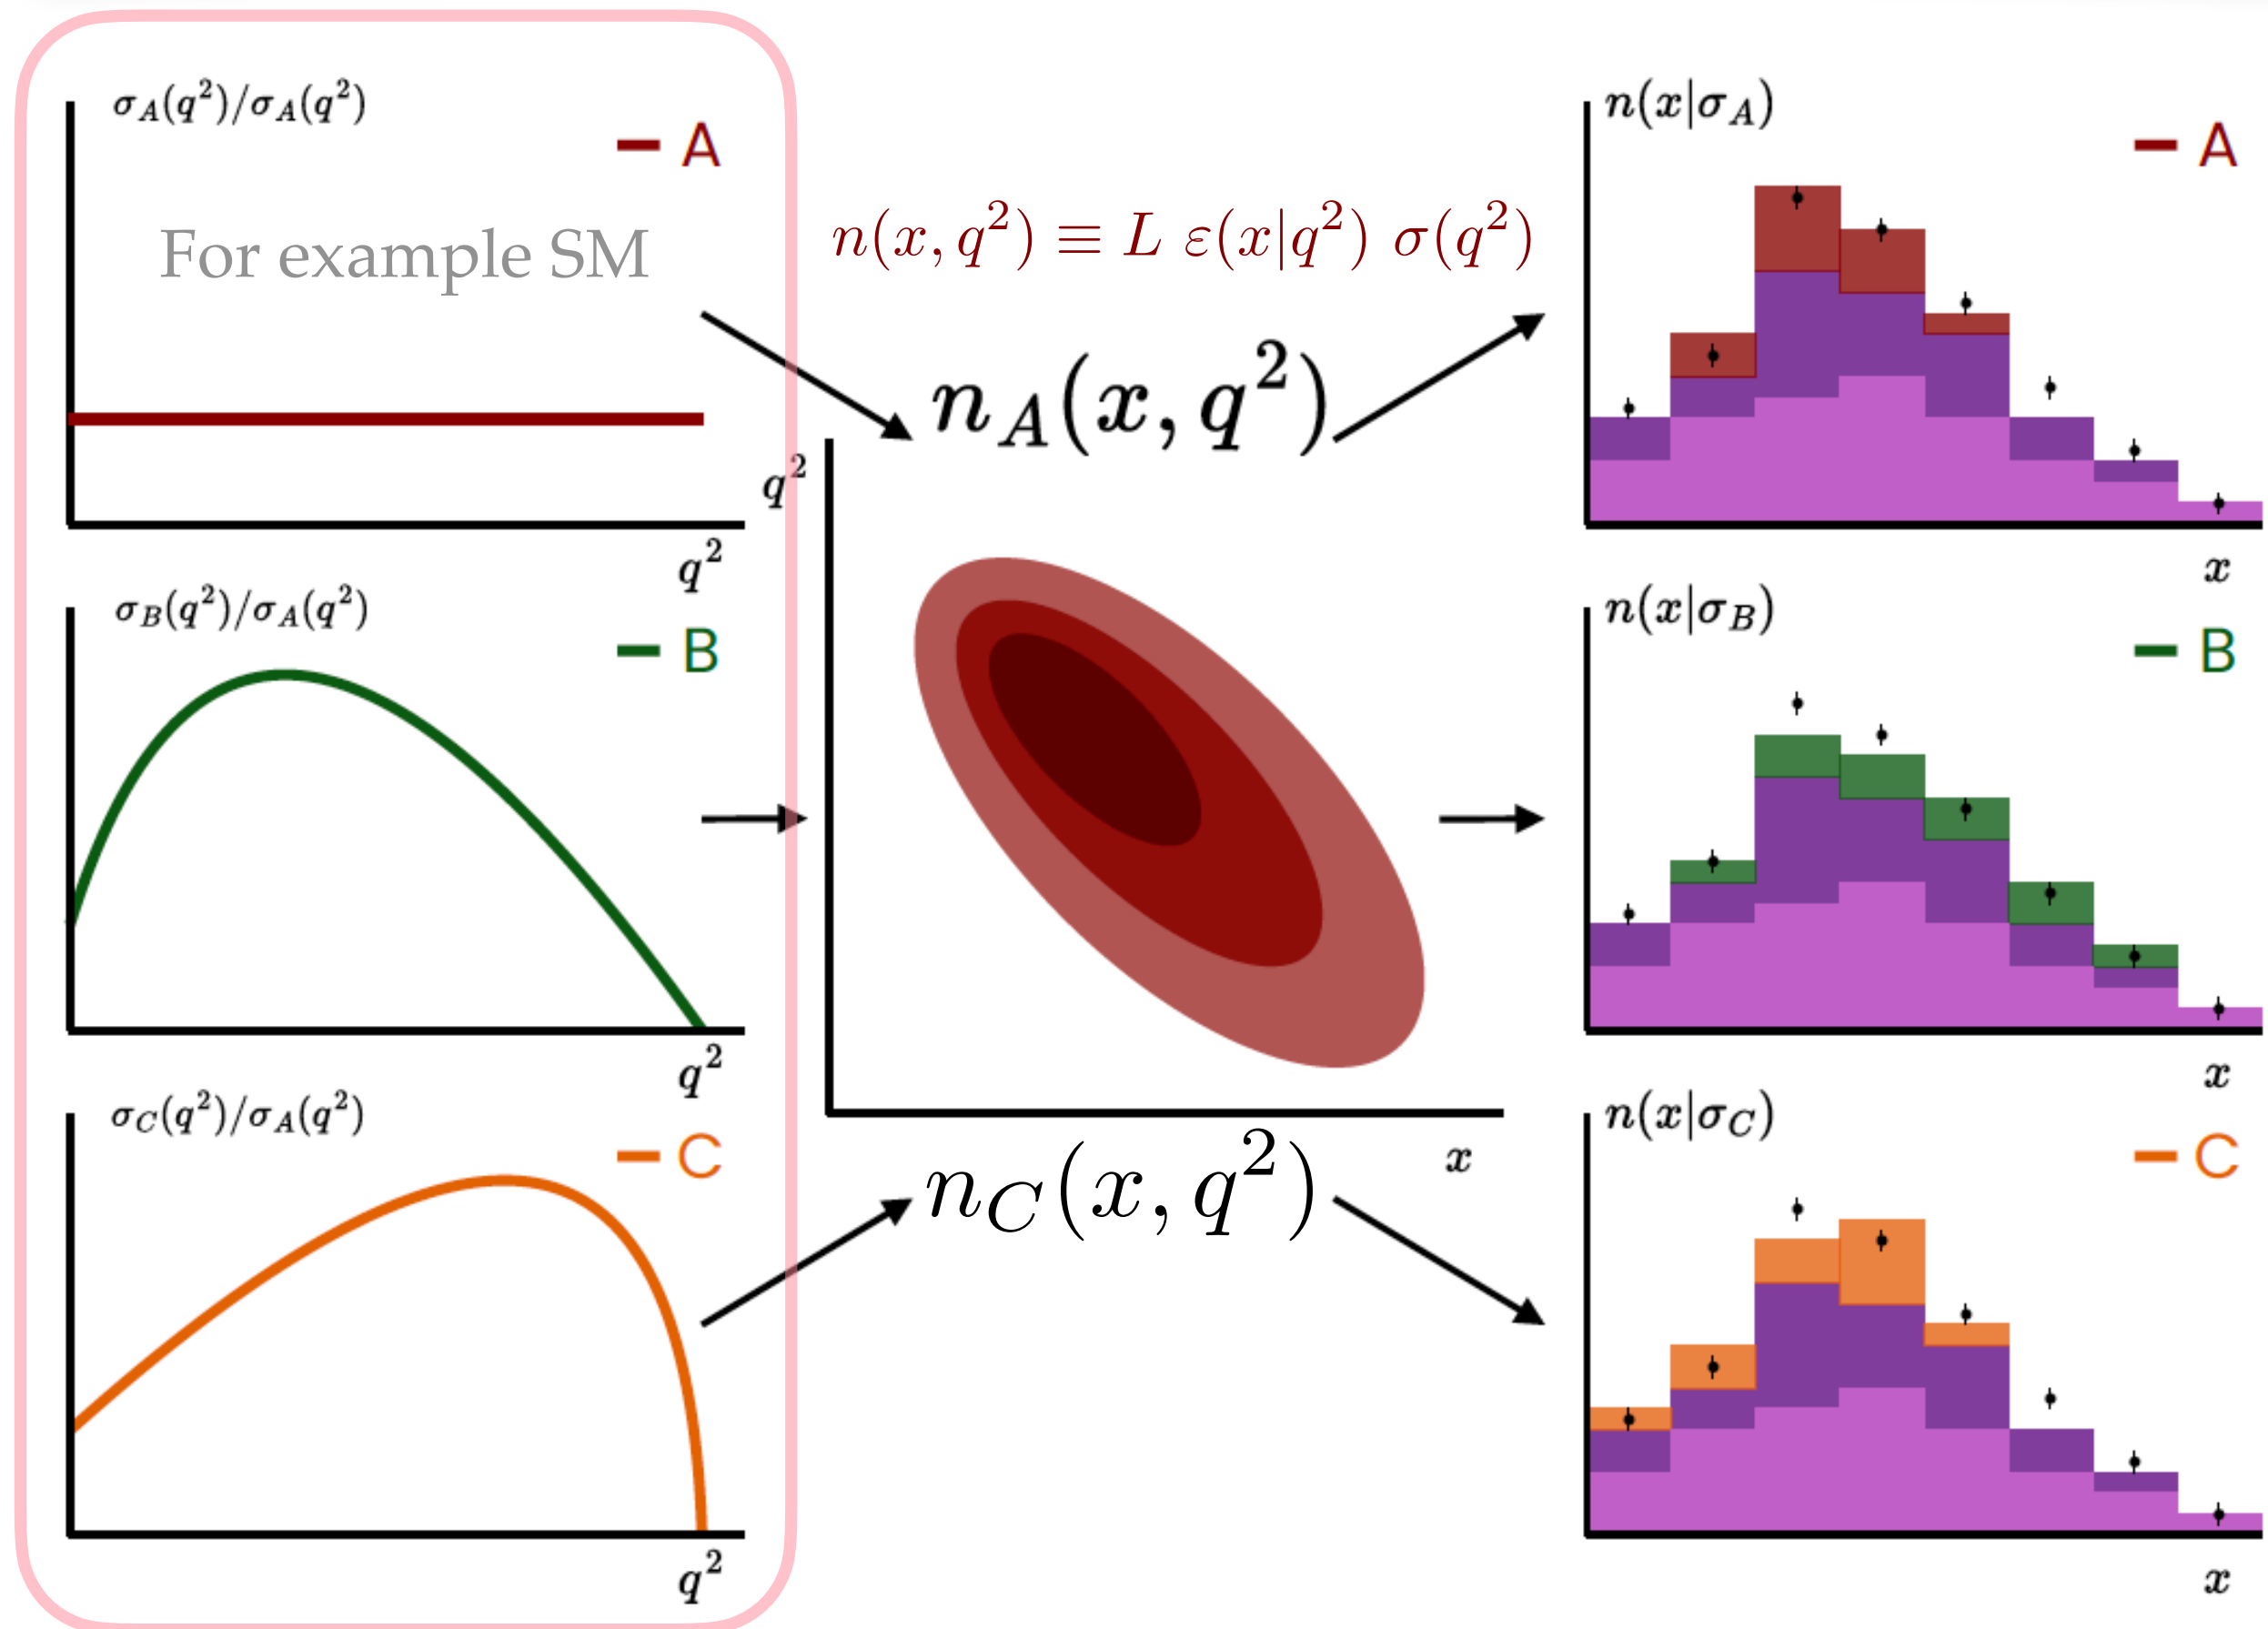 σ_A(q²)/σ_A(q²)
A
For example SM
q²
σ_B(q²)/σ_A(q²)
B
q²
σ_C(q²)/σ_A(q²)
C
q²
n(x, q²) ≡ L ε(x|q²) σ(q²)
n_A(x, q²)
q²
x
n_C(x, q²)
n(x|σ_A)
A
x
n(x|σ_B)
B
x
n(x|σ_C)
C
x